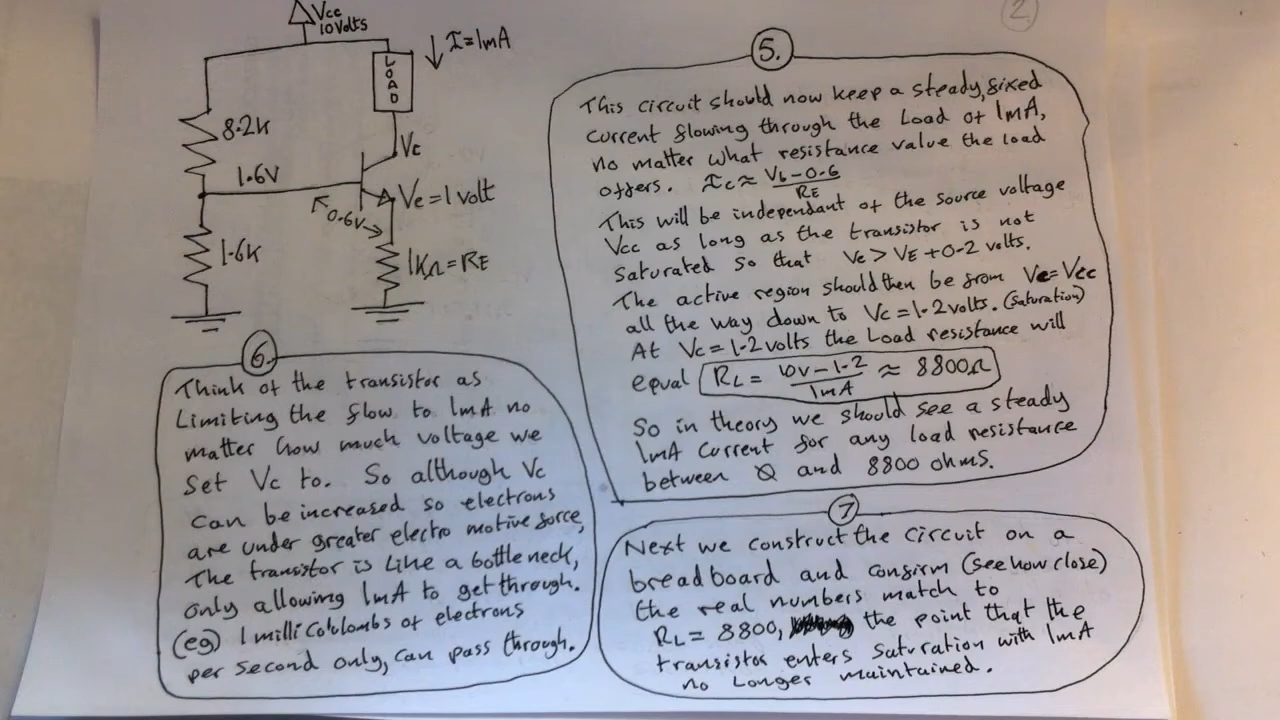 2.
Vcc
10Volts
I=1mA
LOAD
8.2k
Vc
1.6V
Ve=1volt
0.6V
1.6k
1KΩ=RE
5.
This circuit should now keep a steady, fixed
current flowing through the Load of 1mA,
no matter what resistance value the load
offers. Ic≈ Vb-0.6/RE
This will be independant of the source voltage
Vcc as long as the transistor is not
saturated so that Vc > VE+0.2 volts.
The active region should then be from Vc=Vcc
all the way down to Vc=1.2volts. (saturation)
At Vc=1.2volts the Load resistance will
equal RL = 10v-1.2/1mA ≈ 8800Ω
So in theory we should see a steady
1mA current for any load resistance
between 0 and 8800 ohms.
6.
Think of the transistor as
Limiting the flow to 1mA no
matter how much voltage we
set Vc to. So although Vc
can be increased so electrons
are under greater electro motive force,
The transistor is Like a bottleneck,
only allowing 1mA to get through.
(eg) 1 milli Coulombs of electrons
per second only, can pass through.
7
Next we construct the circuit on a
breadboard and confirm (see how close)
the real numbers match to
RL= 8800, the point that the
transistor enters saturation with 1mA
no Longer maintained.